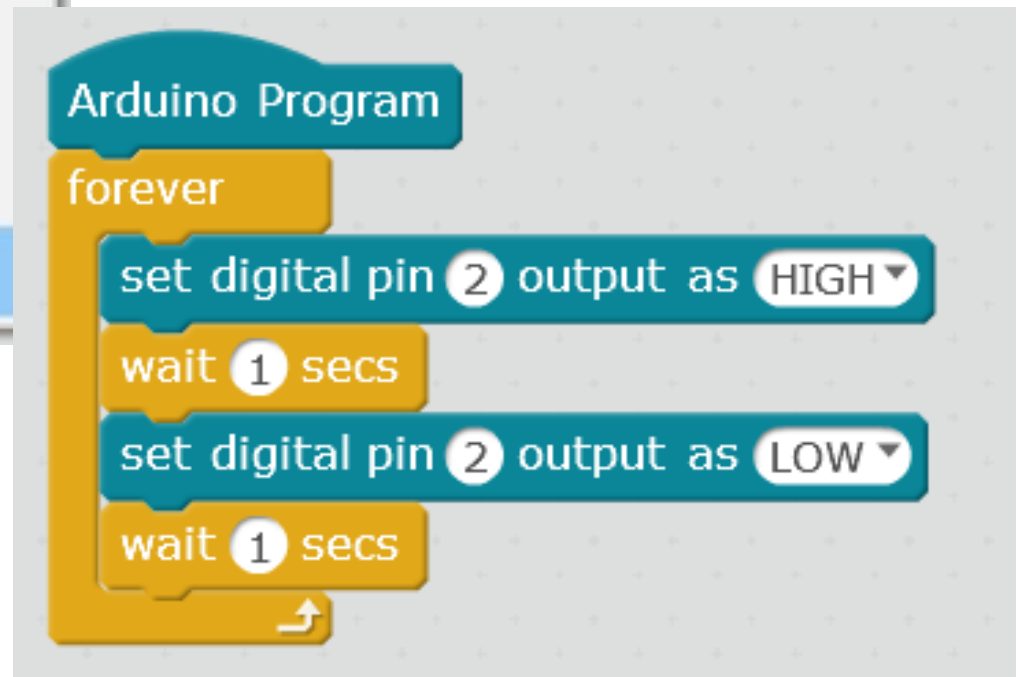 Arduino Program
forever
set digital pin 2 output as HIGH
wait 1 secs
set digital pin 2 output as LOW
wait 1 secs